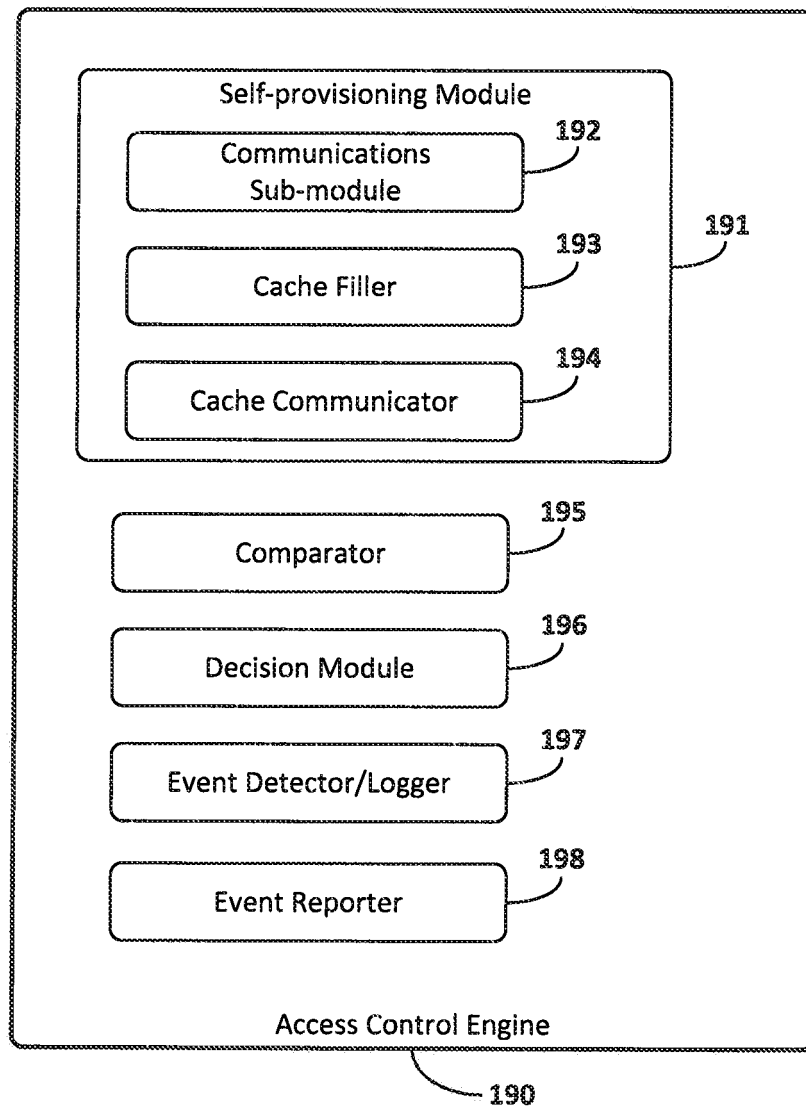 Self-provisioning Module
192
Communications
Sub-module
191
193
Cache Filler
194
Cache Communicator
195
Comparator
196
Decision Module
197
Event Detector/Logger
198
Event Reporter
Access Control Engine
190